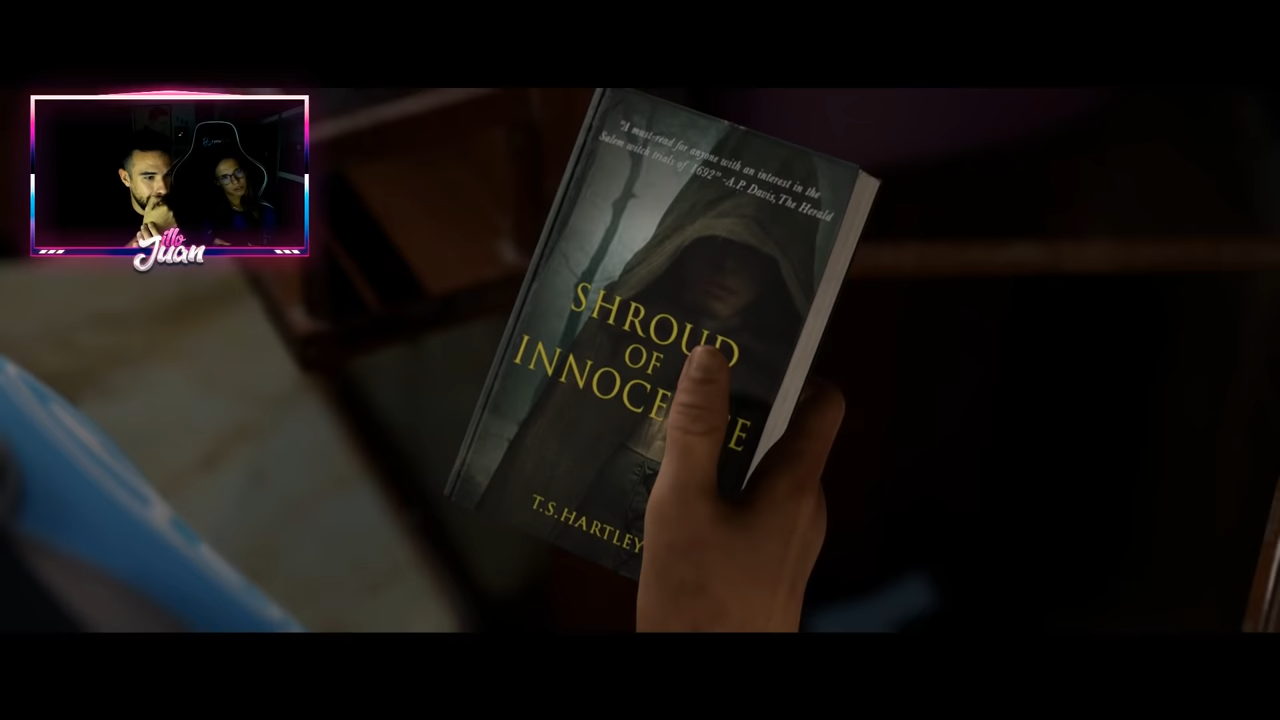 illo
Juan
"A must-read for anyone with an interest in the
Salem witch trials of 1692" -A.P. Davis, The Herald
SHROUD
OF
INNOCE E
T.S.HARTLEY